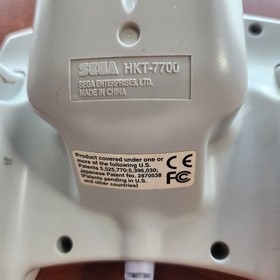 SEGA HKT-7700
SEGA ENTERPRISES, LTD.
MADE IN CHINA
Product covered under one or
more of the following U.S.
Patents 5,525,770; 5,396,030;
Japanese Patent No. 2870538
(Patents pending in U.S.
and other countries)
CE
FC